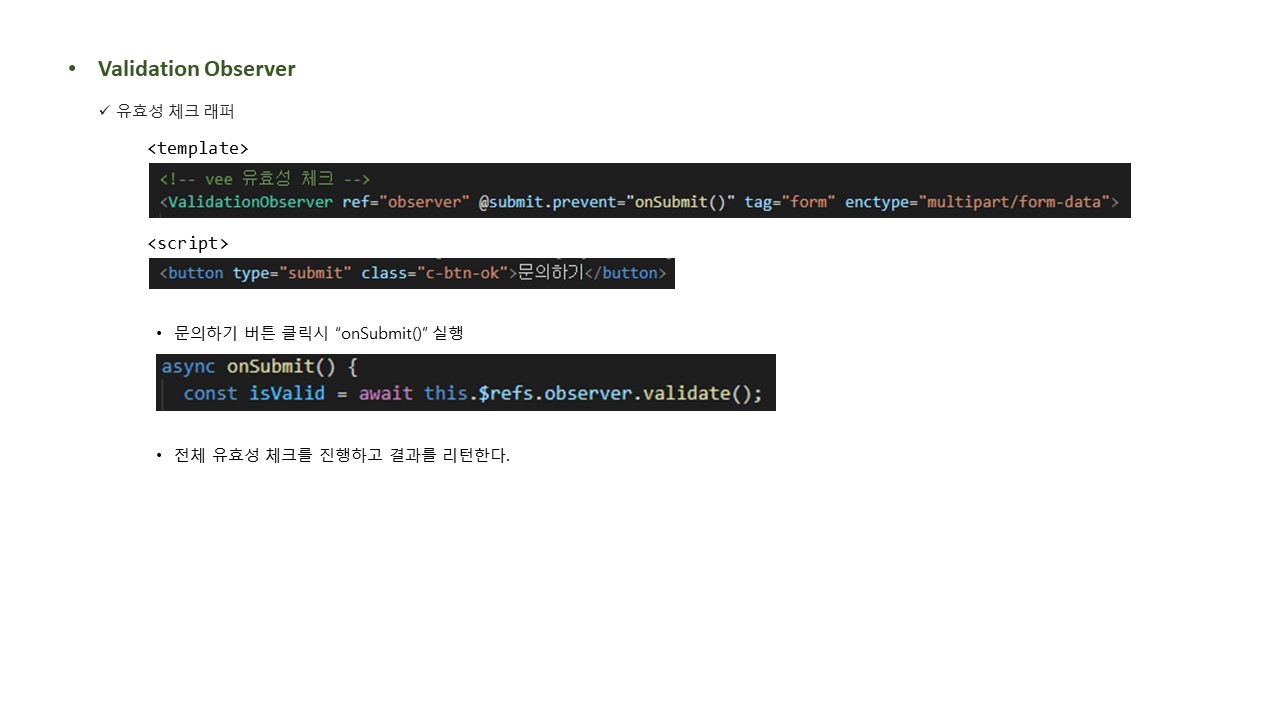 • Validation Observer
✓ 유효성 체크 래퍼
<template>
<!-- vee 유효성 체크 -->
<ValidationObserver ref="observer" @submit.prevent="onSubmit()" tag="form" enctype="multipart/form-data">
<script>
<button type="submit" class="c-btn-ok">문의하기</button>
• 문의하기 버튼 클릭시 “onSubmit()” 실행
async onSubmit() {
const isValid = await this.$refs.observer.validate();
• 전체 유효성 체크를 진행하고 결과를 리턴한다.